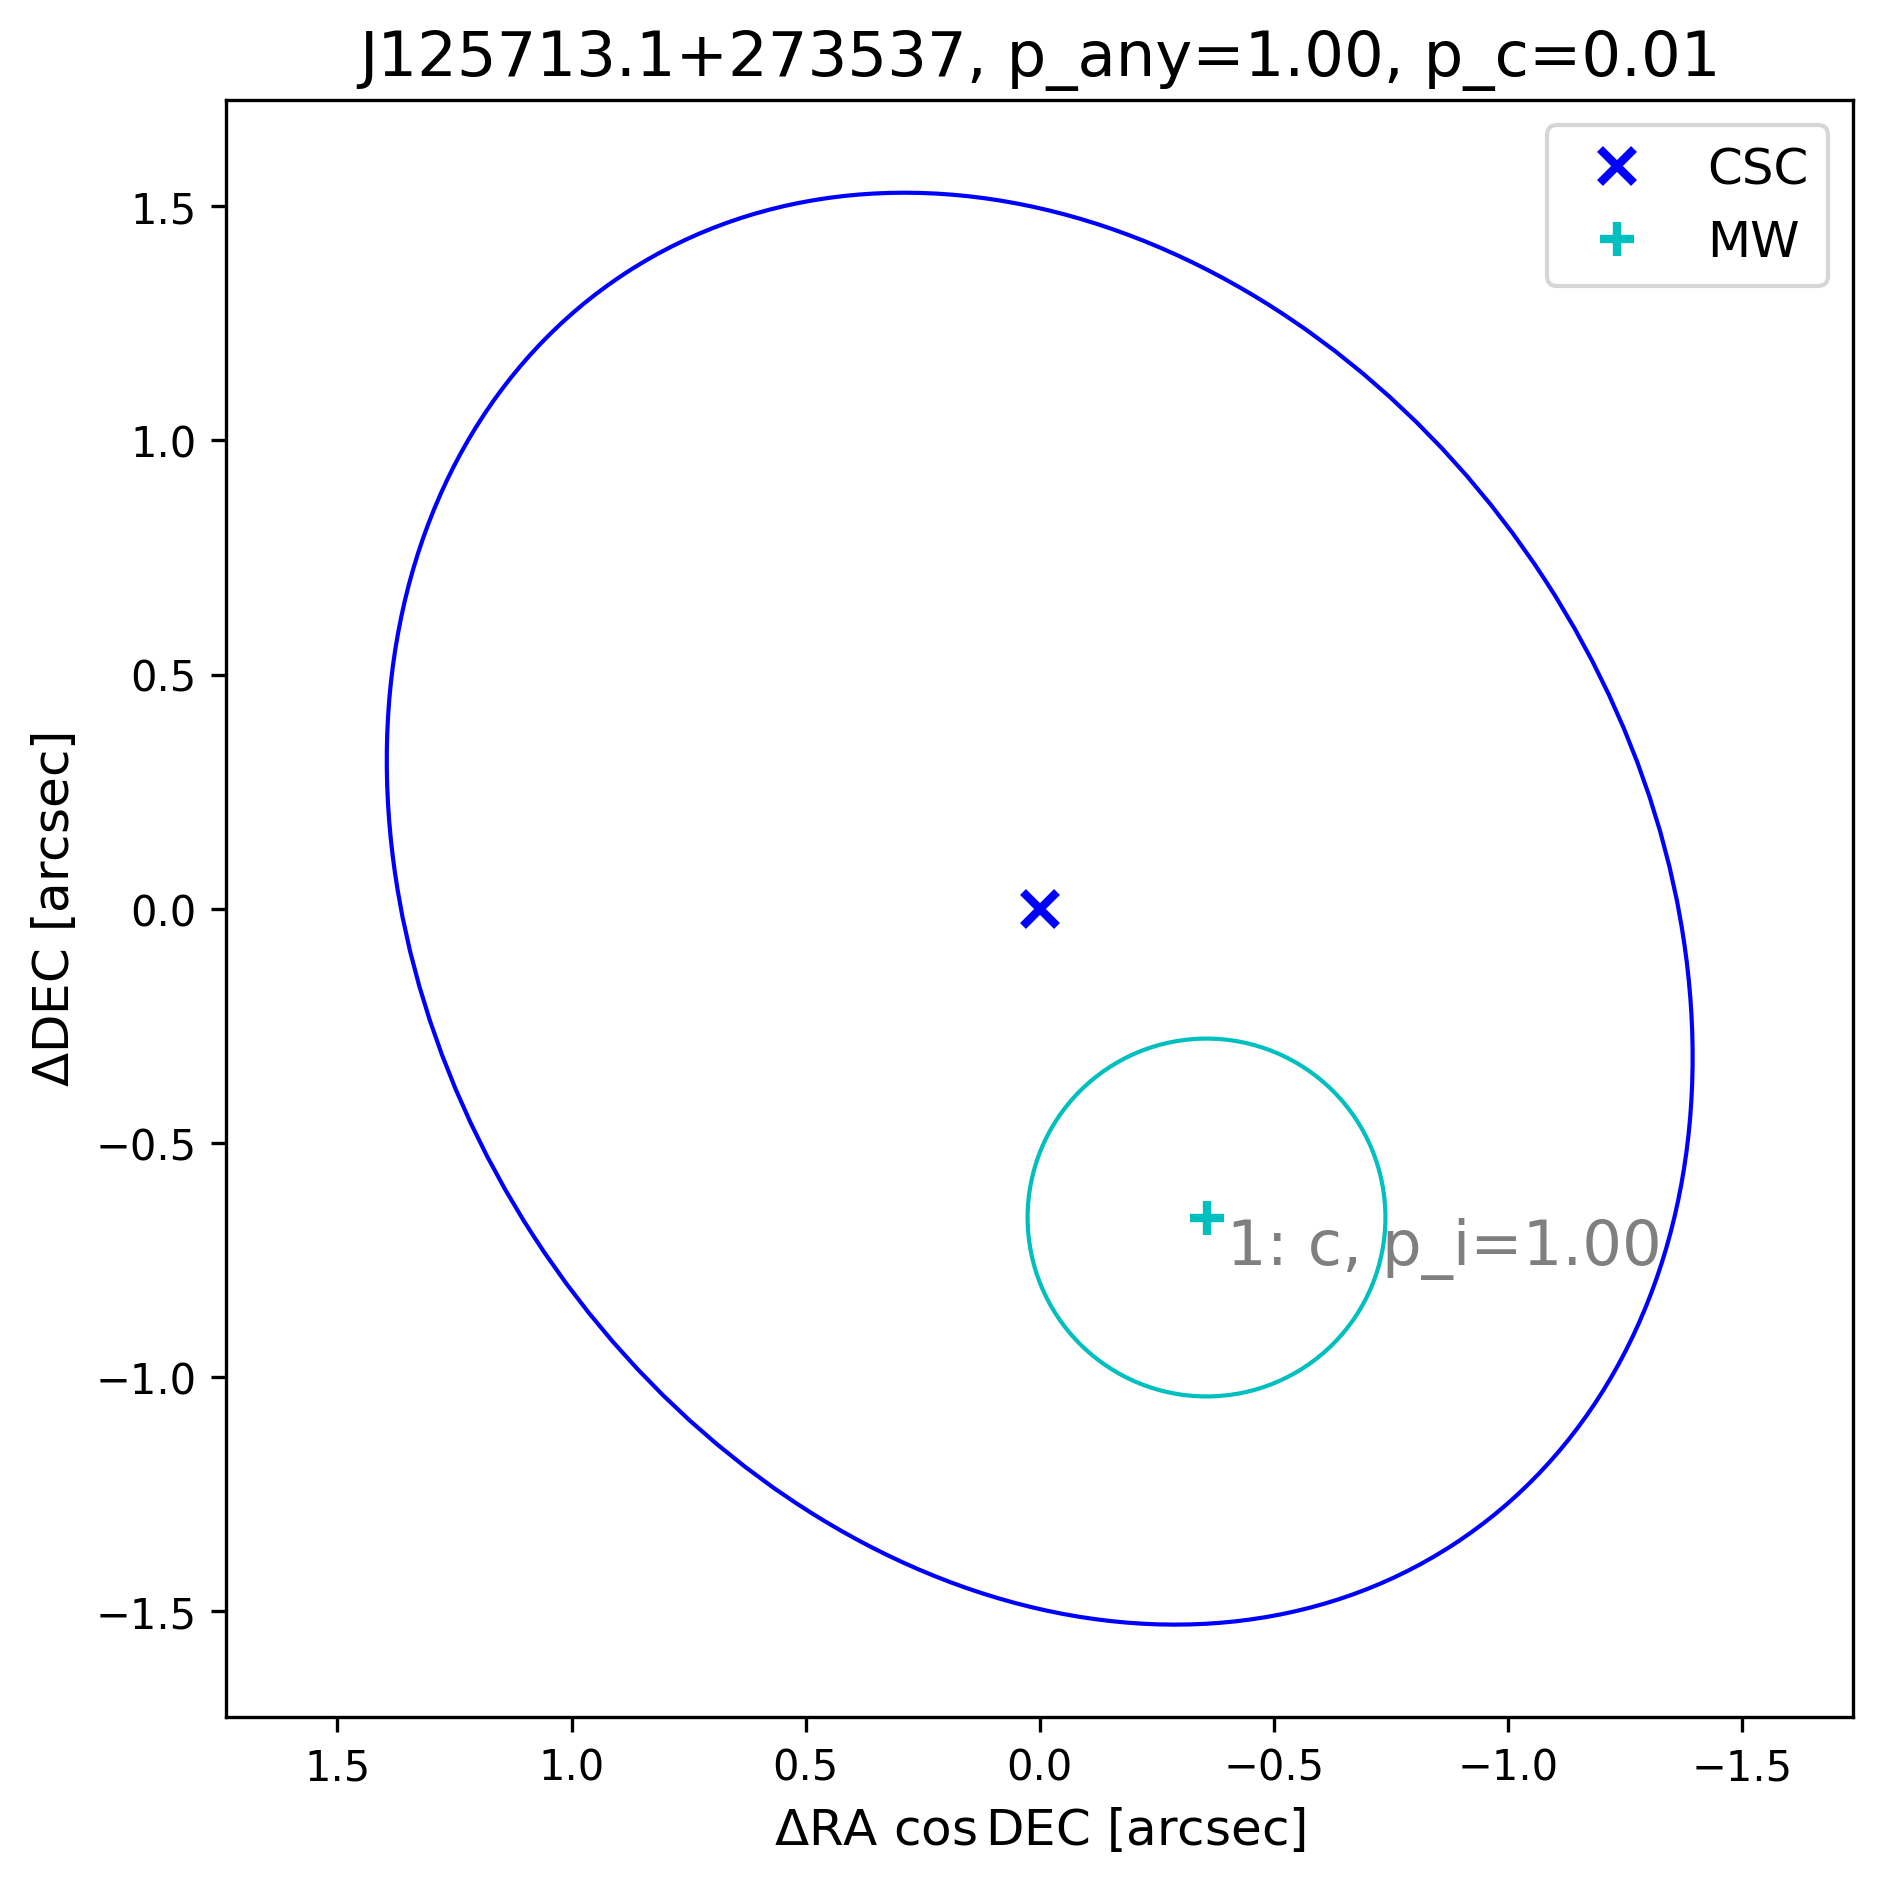 J125713.1+273537, p_any=1.00, p_c=0.01
CSC
MW
1.5
1.0
0.5
0.0
−0.5
−1.0
−1.5
ΔDEC [arcsec]
1: c, p_i=1.00
1.5 1.0 0.5 0.0 −0.5 −1.0 −1.5
ΔRA cos DEC [arcsec]